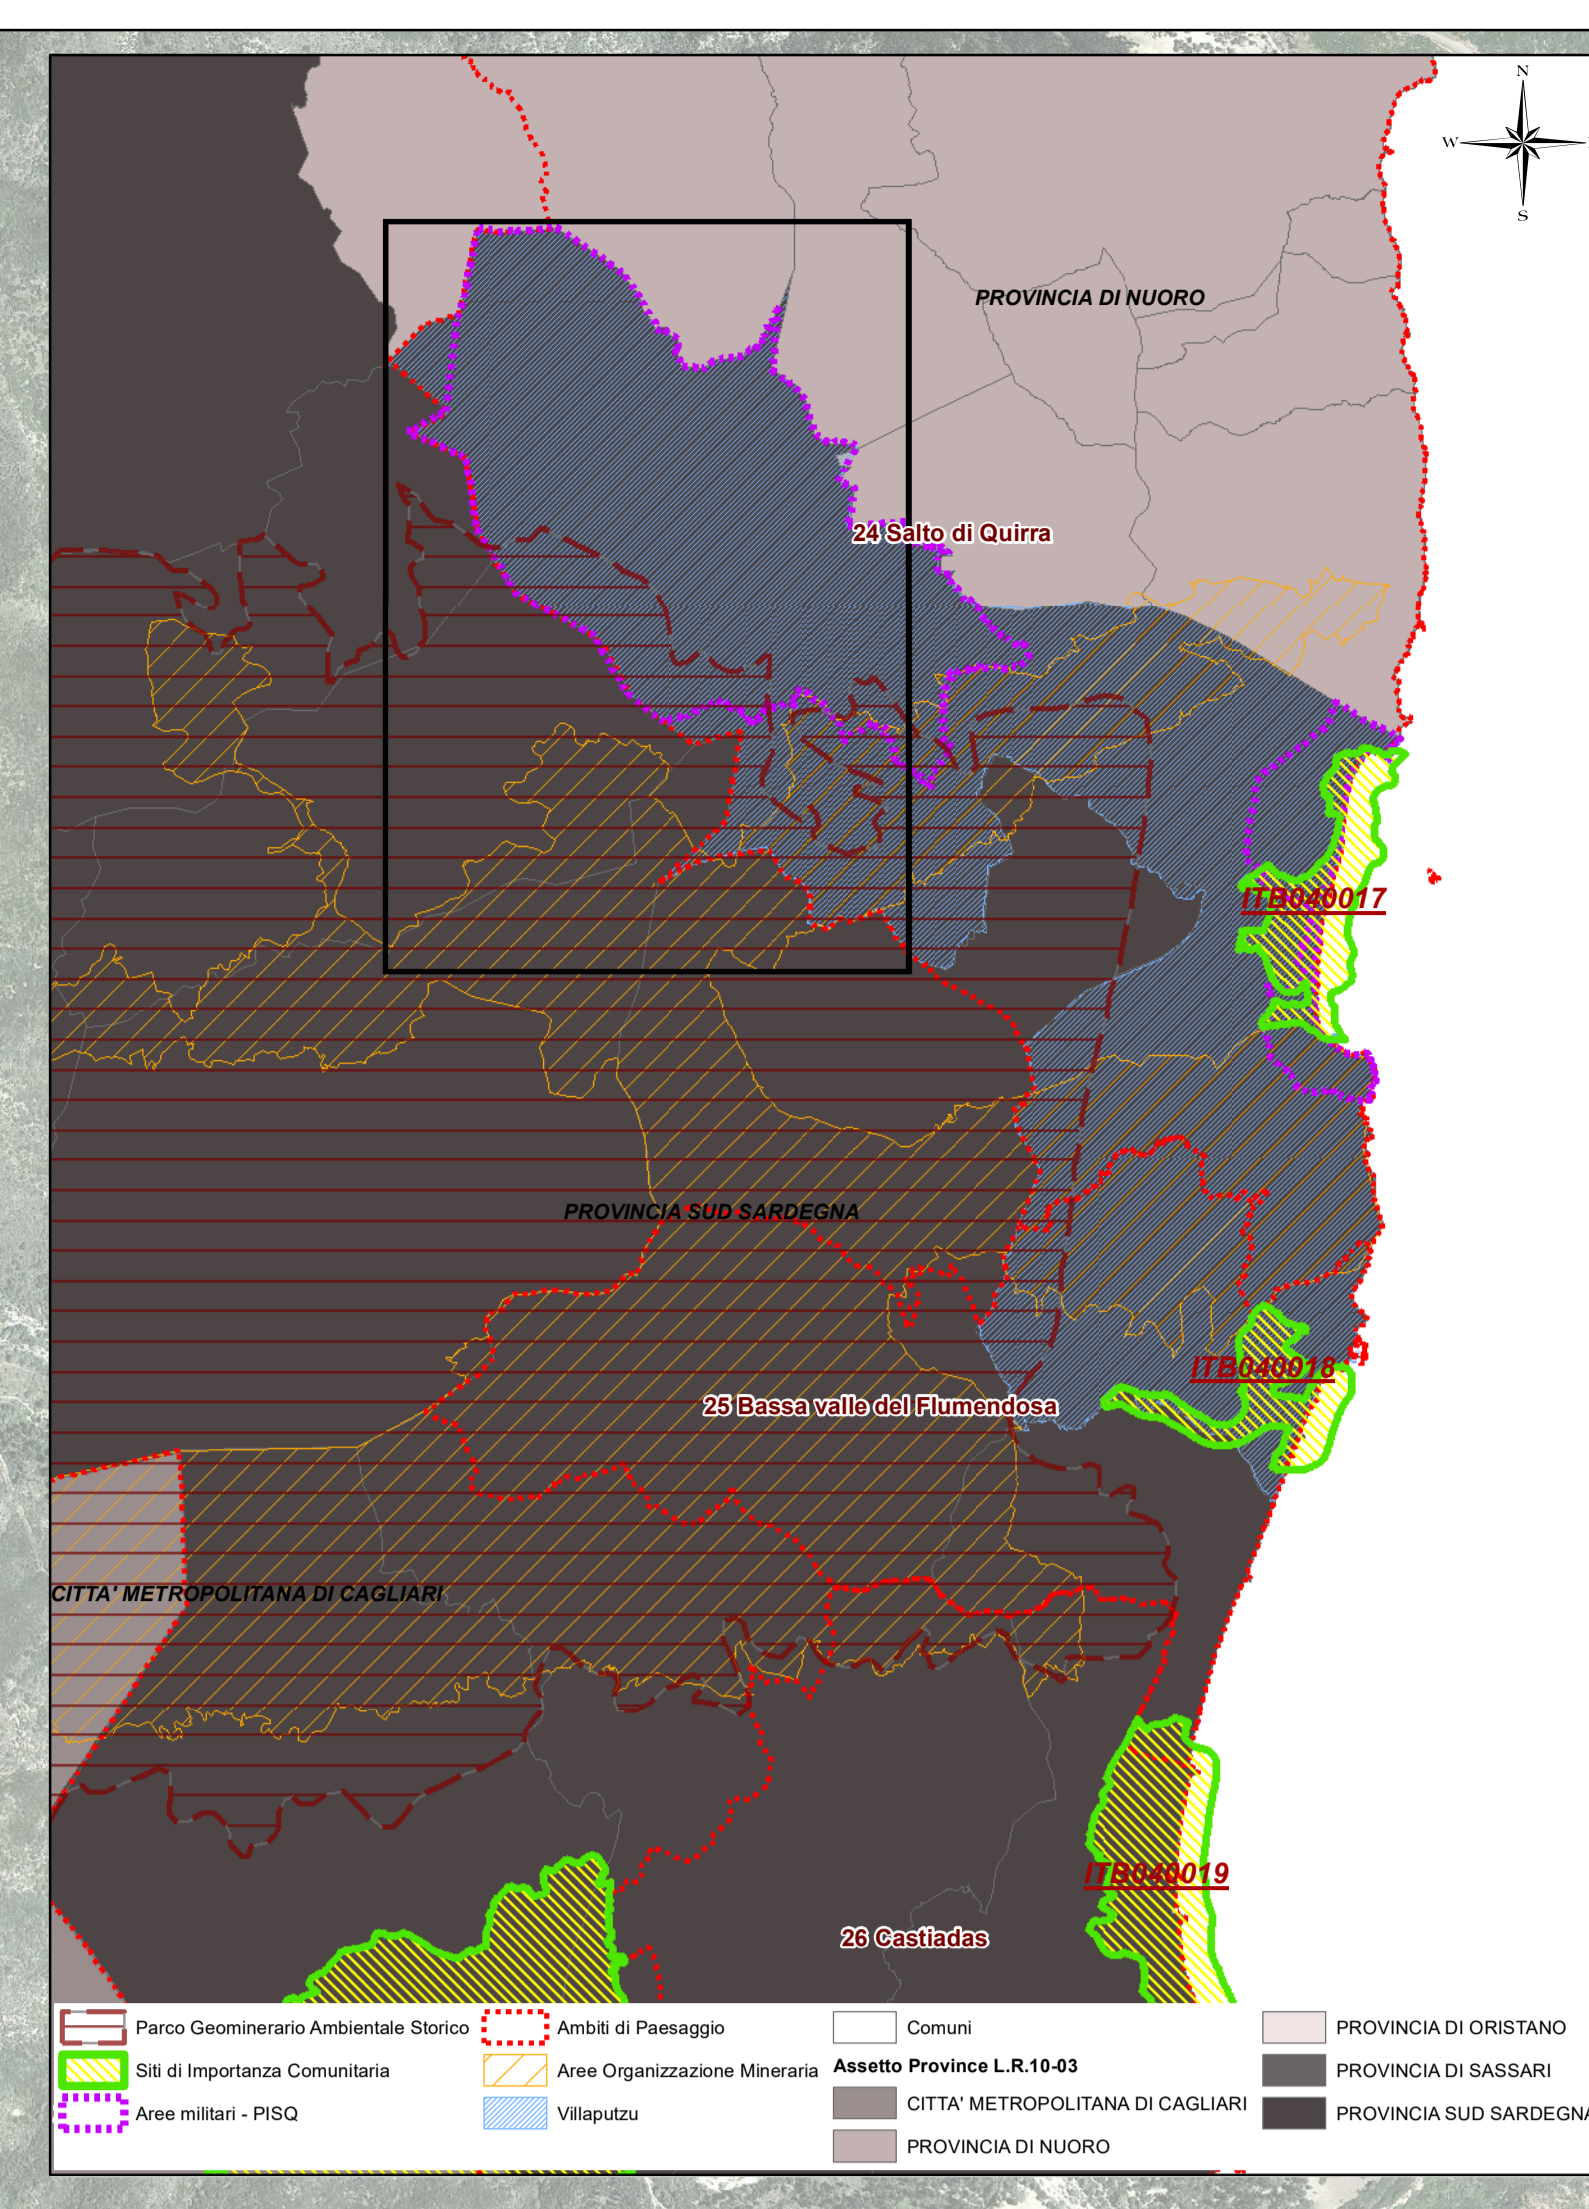 N
W
S
PROVINCIA DI NUORO
24 Salto di Quirra
ITB040017
PROVINCIA SUD SARDEGNA
ITB040018
25 Bassa valle del Flumendosa
CITTA' METROPOLITANA DI CAGLIARI
ITB040019
26 Castiadas
Parco Geominerario Ambientale Storico
Siti di Importanza Comunitaria
Aree militari - PISQ
Ambiti di Paesaggio
Aree Organizzazione Mineraria
Villaputzu
Comuni
Assetto Province L.R.10-03
CITTA' METROPOLITANA DI CAGLIARI
PROVINCIA DI NUORO
PROVINCIA DI ORISTANO
PROVINCIA DI SASSARI
PROVINCIA SUD SARDEGNA